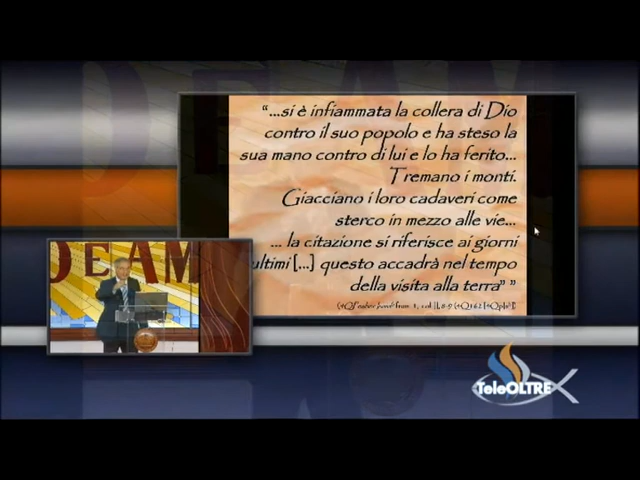 "...si è infiammata la collera di Dio
contro il suo popolo e ha steso la
sua mano contro di lui e lo ha ferito...
Tremano i monti.
Giacciano i loro cadaveri come
sterco in mezzo alle vie...
... la citazione si riferisce ai giorni
ultimi [...] questo accadrà nel tempo
della visita alla terra" "
DEAM
TeleOLTRE